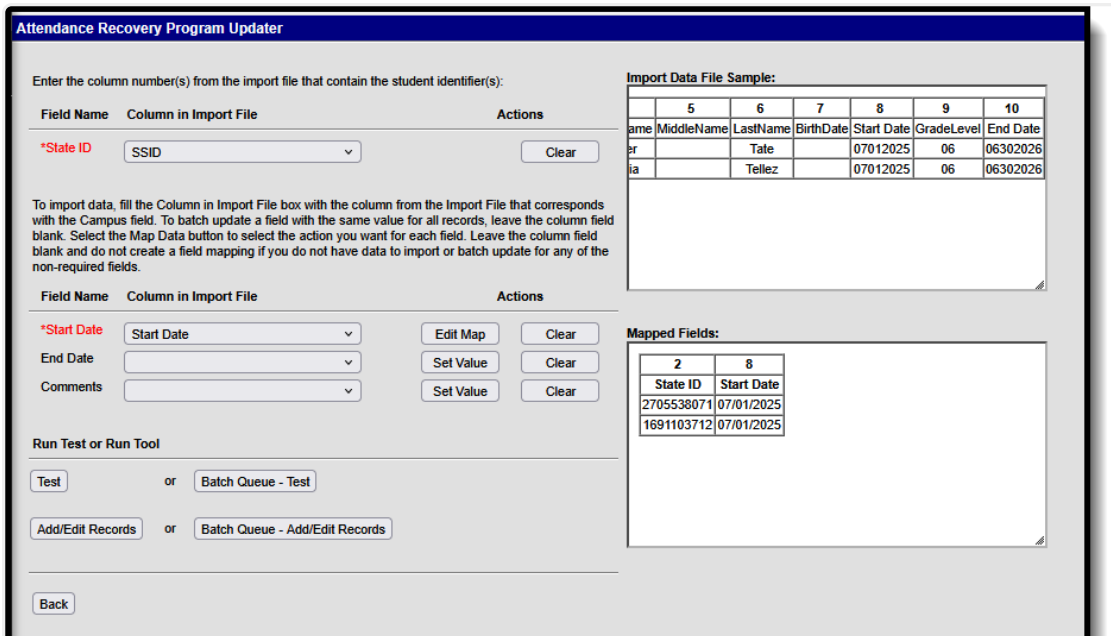 Attendance Recovery Program Updater
Enter the column number(s) from the import file that contain the student identifier(s):
Field Name Column in Import File Actions
*State ID SSID Clear
To import data, fill the Column in Import File box with the column from the Import File that corresponds
with the Campus field. To batch update a field with the same value for all records, leave the column field
blank. Select the Map Data button to select the action you want for each field. Leave the column field
blank and do not create a field mapping if you do not have data to import or batch update for any of the
non-required fields.
Field Name Column in Import File Actions
*Start Date Start Date Edit Map Clear
End Date Set Value Clear
Comments Set Value Clear
Run Test or Run Tool
Test or Batch Queue - Test
Add/Edit Records or Batch Queue - Add/Edit Records
Back
Import Data File Sample:
5 6 7 8 9 10
ame MiddleName LastName BirthDate Start Date GradeLevel End Date
er Tate 07012025 06 06302026
ia Tellez 07012025 06 06302026
Mapped Fields:
2 8
State ID Start Date
2705538071 07/01/2025
1691103712 07/01/2025